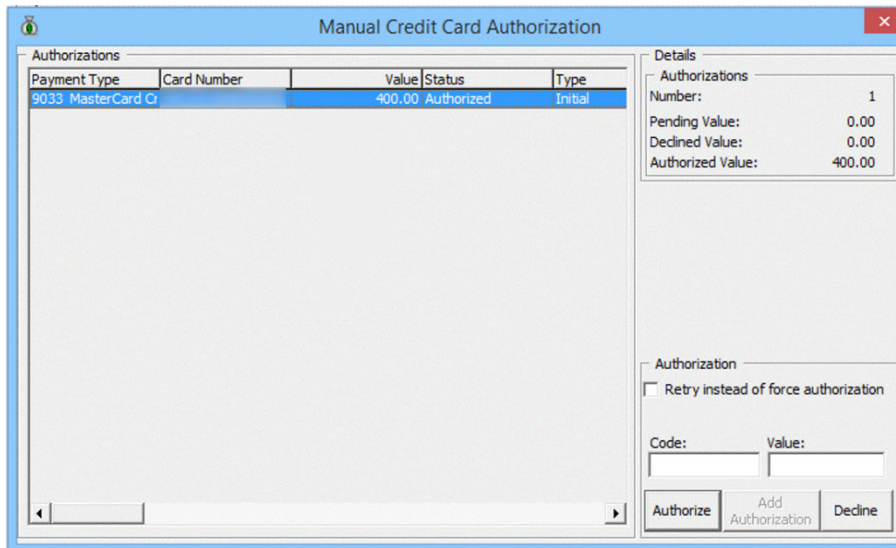 Manual Credit Card Authorization
Authorizations
Payment Type Card Number Value Status Type
9033 MasterCard Cr 400.00 Authorized Initial
Details
Authorizations
Number: 1
Pending Value: 0.00
Declined Value: 0.00
Authorized Value: 400.00
Authorization
Retry instead of force authorization
Code: Value:
Authorize Add Authorization Decline